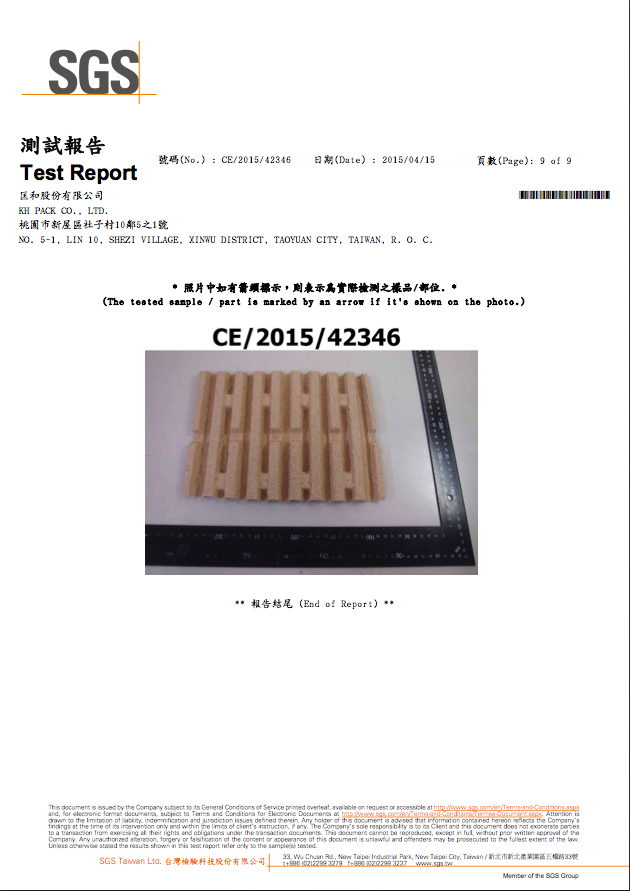 SGS
測試報告
Test Report
號碼(No.) : CE/2015/42346 日期(Date) : 2015/04/15 頁數(Page): 9 of 9
匡和股份有限公司
KH PACK CO., LTD.
桃園市新屋區社子村10鄰5之1號
NO. 5-1, LIN 10, SHEZI VILLAGE, XINWU DISTRICT, TAOYUAN CITY, TAIWAN, R. O. C.
* 照片中如有箭頭標示，則表示為實際檢測之樣品/部位. *
(The tested sample / part is marked by an arrow if it's shown on the photo.)
CE/2015/42346
** 報告結尾 (End of Report) **
This document is issued by the Company subject to its General Conditions of Service printed overleaf, available on request or accessible at http://www.sgs.com/en/Terms-and-Conditions.aspx
and, for electronic format documents, subject to Terms and Conditions for Electronic Documents at http://www.sgs.com/en/Terms-and-Conditions/Terms-e-Document.aspx. Attention is
drawn to the limitation of liability, indemnification and jurisdiction issues defined therein. Any holder of this document is advised that information contained hereon reflects the Company's
findings at the time of its intervention only and within the limits of client's instruction, if any. The Company's sole responsibility is to its Client and this document does not exonerate parties
to a transaction from exercising all their rights and obligations under the transaction documents. This document cannot be reproduced, except in full, without prior written approval of the
Company. Any unauthorized alteration, forgery or falsification of the content or appearance of this document is unlawful and offenders may be prosecuted to the fullest extent of the law.
Unless otherwise stated the results shown in this test report refer only to the sample(s) tested.
SGS Taiwan Ltd. 台灣檢驗科技股份有限公司
33, Wu Chuan Rd., New Taipei Industrial Park, New Taipei City, Taiwan / 新北市新北產業園區五權路33號
t+886 (02)2299 3279 f+886 (02)2299 3237 www.sgs.tw
Member of the SGS Group